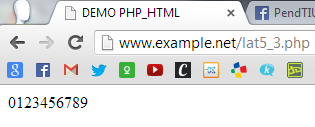 DEMO PHP_HTML
PendTIU
www.example.net/lat5_3.php
0123456789